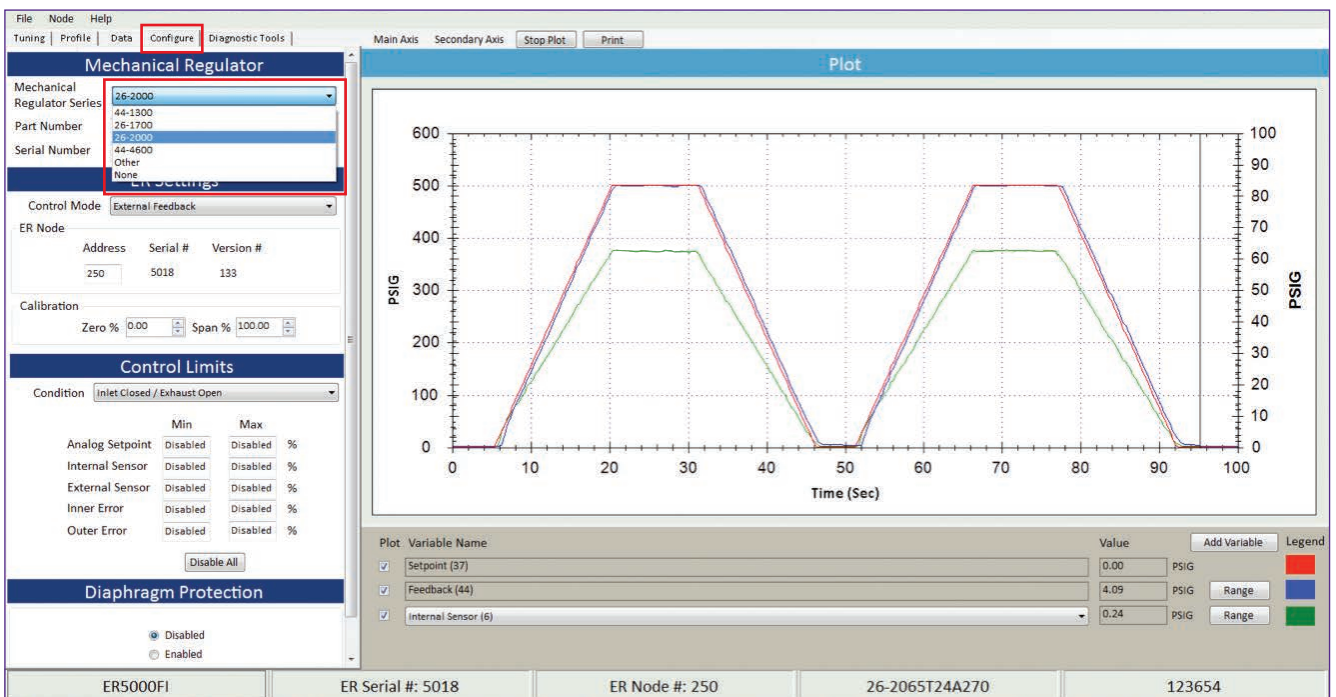 File Node Help
Tuning Profile Data Configure Diagnostic Tools
Main Axis Secondary Axis Stop Plot Print
Mechanical Regulator
Mechanical
Regulator Series 26-2000
44-1300
Part Number 26-1700
26-2000
Serial Number 44-4600
Other
None
ER Settings
Control Mode External Feedback
ER Node
Address Serial # Version #
250 5018 133
Calibration
Zero % 0.00 Span % 100.00
Control Limits
Condition Inlet Closed / Exhaust Open
Min Max
Analog Setpoint Disabled Disabled %
Internal Sensor Disabled Disabled %
External Sensor Disabled Disabled %
Inner Error Disabled Disabled %
Outer Error Disabled Disabled %
Disable All
Diaphragm Protection
Disabled
Enabled
Plot
600
500
400
300
200
100
0
PSIG
100
90
80
70
60
50
40
30
20
10
0
PSIG
0 10 20 30 40 50 60 70 80 90 100
Time (Sec)
Plot Variable Name Value Add Variable Legend
Setpoint (37) 0.00 PSIG
Feedback (44) 4.09 PSIG Range
Internal Sensor (6) 0.24 PSIG Range
ER5000FI ER Serial #: 5018 ER Node #: 250 26-2065T24A270 123654